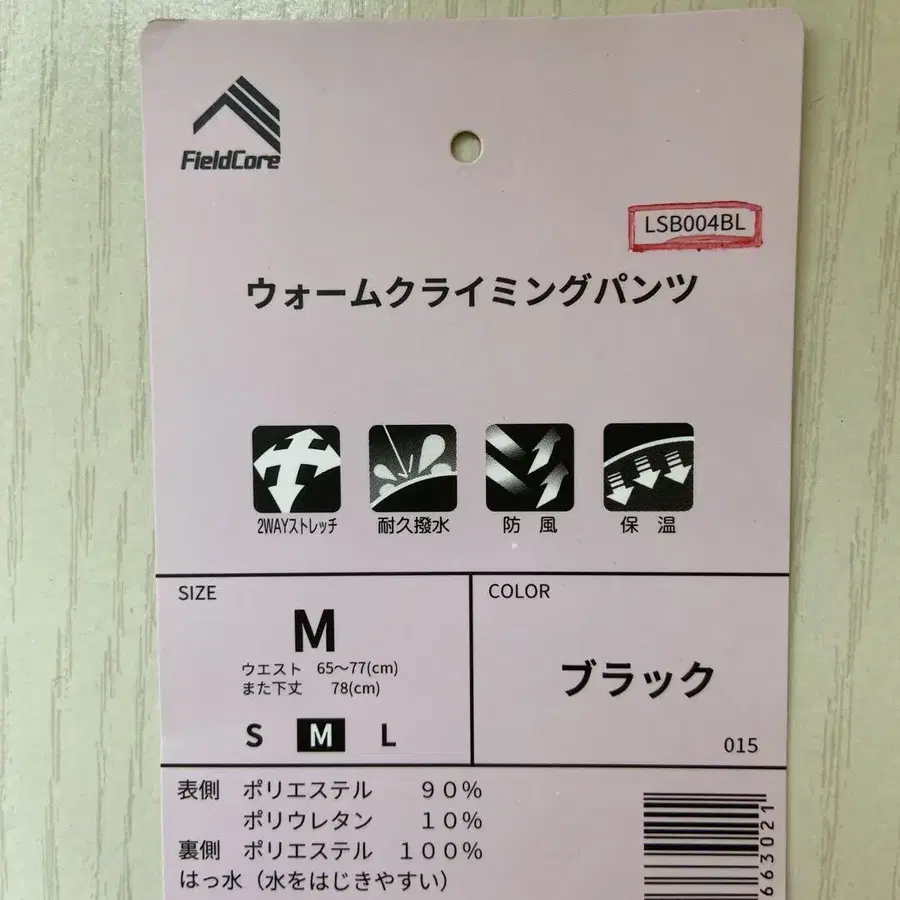 FieldCore
LSB004BL
ウォームクライミングパンツ
2WAYストレッチ 耐久撥水 防風 保温
SIZE
M
ウエスト 65～77(cm)
また下丈 78(cm)
S M L
COLOR
ブラック
015
表側 ポリエステル 90%
ポリウレタン 10%
裏側 ポリエステル 100%
はっ水（水をはじきやすい）
663021